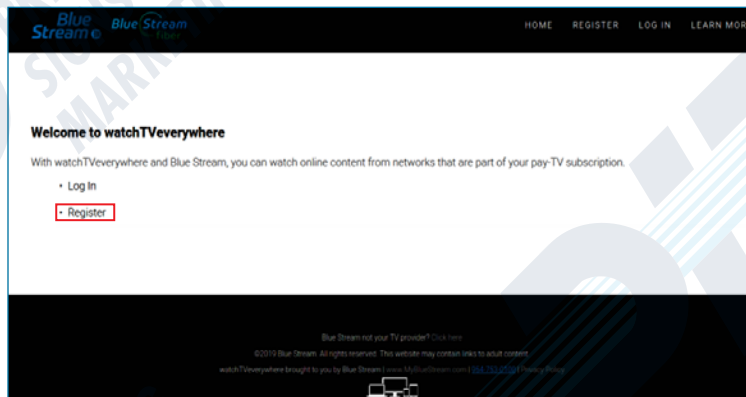 Blue Stream
Blue Stream fiber
HOME REGISTER LOG IN LEARN MOR
Welcome to watchTVeverywhere
With watchTVeverywhere and Blue Stream, you can watch online content from networks that are part of your pay-TV subscription.
• Log In
• Register
Blue Stream not your TV provider? Click here
©2019 Blue Stream. All rights reserved. This website may contain links to adult content.
watchTVeverywhere brought to you by Blue Stream | www.MyBlueStream.com | | Privacy Policy